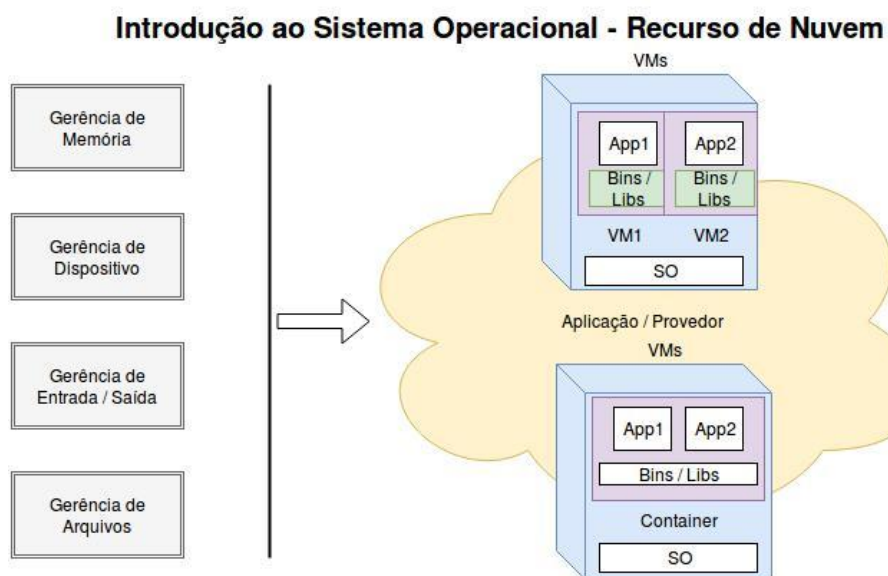 Introdução ao Sistema Operacional - Recurso de Nuvem
Gerência de
Memória
Gerência de
Dispositivo
Gerência de
Entrada / Saída
Gerência de
Arquivos
VMs
App1
App2
Bins /
Libs
Bins /
Libs
VM1
VM2
SO
Aplicação / Provedor
VMs
App1
App2
Bins / Libs
Container
SO